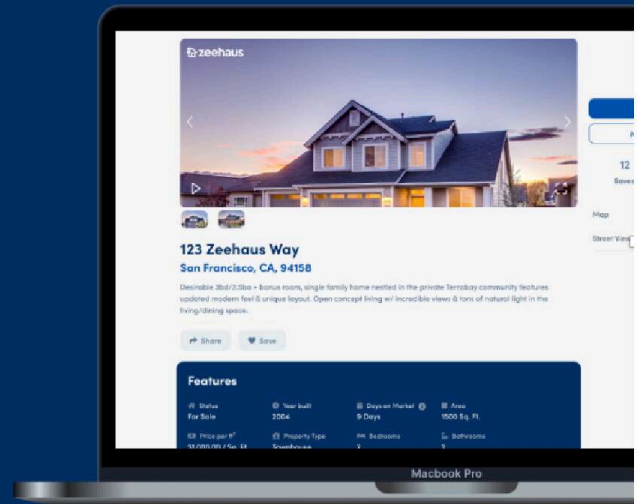 zeehaus
12
Saves
Map
Street View
123 Zeehaus Way
San Francisco, CA, 94158
Desirable 3bd/2.5ba + bonus room, single family home nestled in the private Terrabay community features
updated modern feel & unique layout. Open concept living w/ incredible views & tons of natural light in the
living/dining space.
Share Save
Features
Status Year built Days on Market Area
For Sale 2004 9 Days 1500 Sq. Ft.
Price per ft² Property Type Bedrooms Bathrooms
Townhouse
Macbook Pro